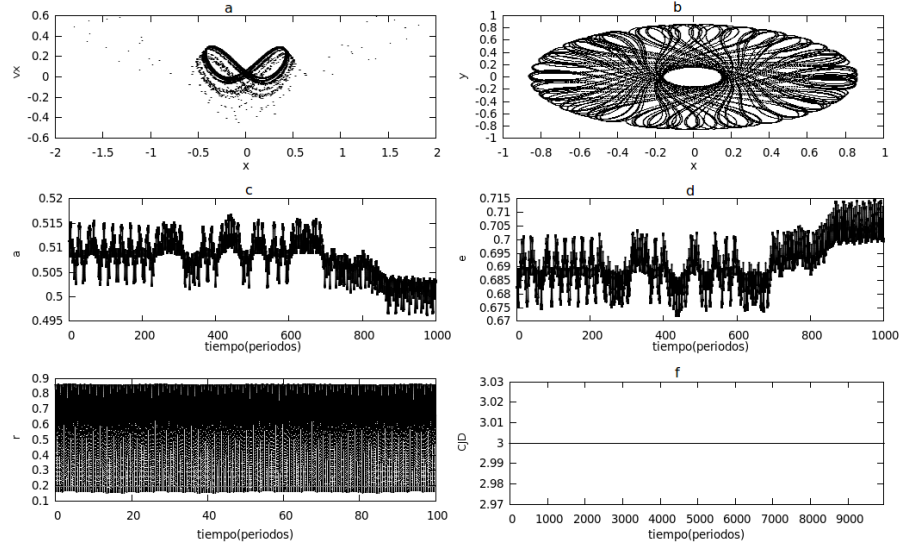 a
0.6
0.4
0.2
0
-0.2
-0.4
-0.6
vx
-2 -1.5 -1 -0.5 0 0.5 1 1.5 2
x
b
1
0.8
0.6
0.4
0.2
0
-0.2
-0.4
-0.6
-0.8
-1
y
-1 -0.8 -0.6 -0.4 -0.2 0 0.2 0.4 0.6 0.8 1
x
c
0.52
0.515
0.51
0.505
0.5
0.495
a
0 200 400 600 800 1000
tiempo(periodos)
d
0.715
0.71
0.705
0.7
0.695
0.69
0.685
0.68
0.675
0.67
e
0 200 400 600 800 1000
tiempo(periodos)
0.9
0.8
0.7
0.6
0.5
0.4
0.3
0.2
0.1
r
0 20 40 60 80 100
tiempo(periodos)
f
3.03
3.02
3.01
3
2.99
2.98
2.97
CJD
0 1000 2000 3000 4000 5000 6000 7000 8000 9000
tiempo(periodos)